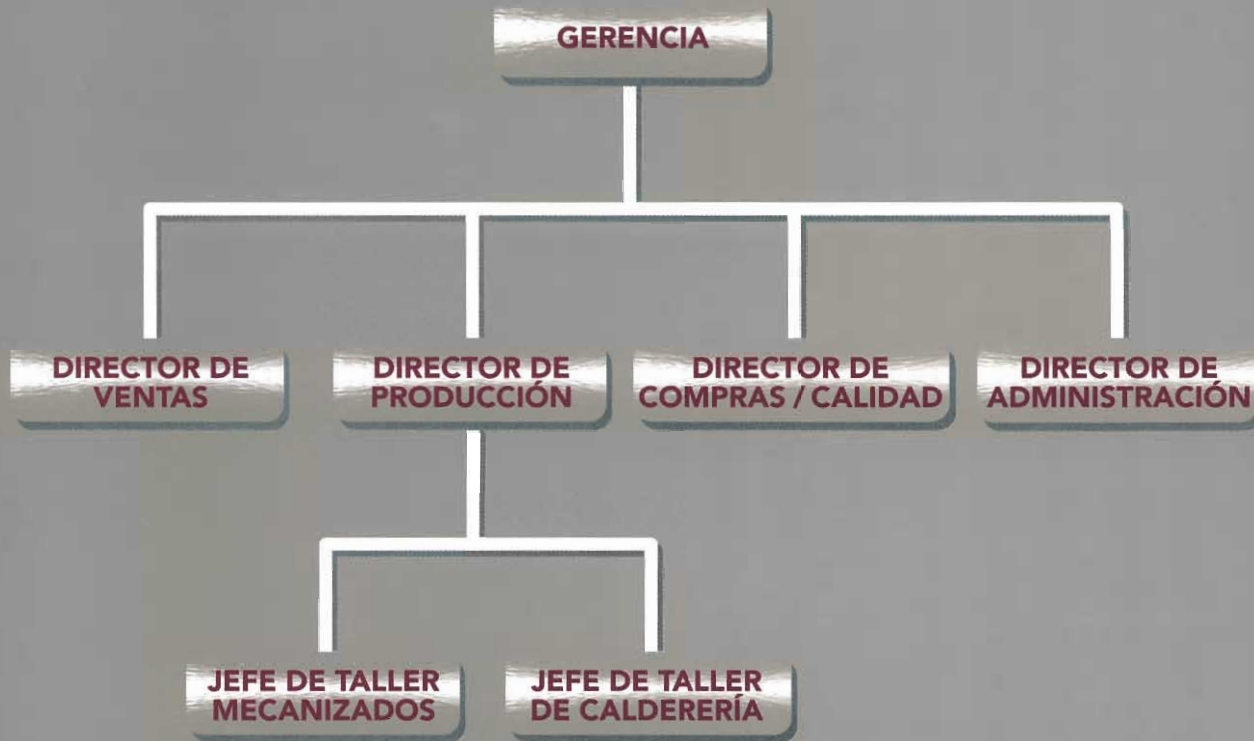 GERENCIA
DIRECTOR DE
VENTAS
DIRECTOR DE
PRODUCCIÓN
DIRECTOR DE
COMPRAS / CALIDAD
DIRECTOR DE
ADMINISTRACIÓN
JEFE DE TALLER
MECANIZADOS
JEFE DE TALLER
DE CALDERERÍA